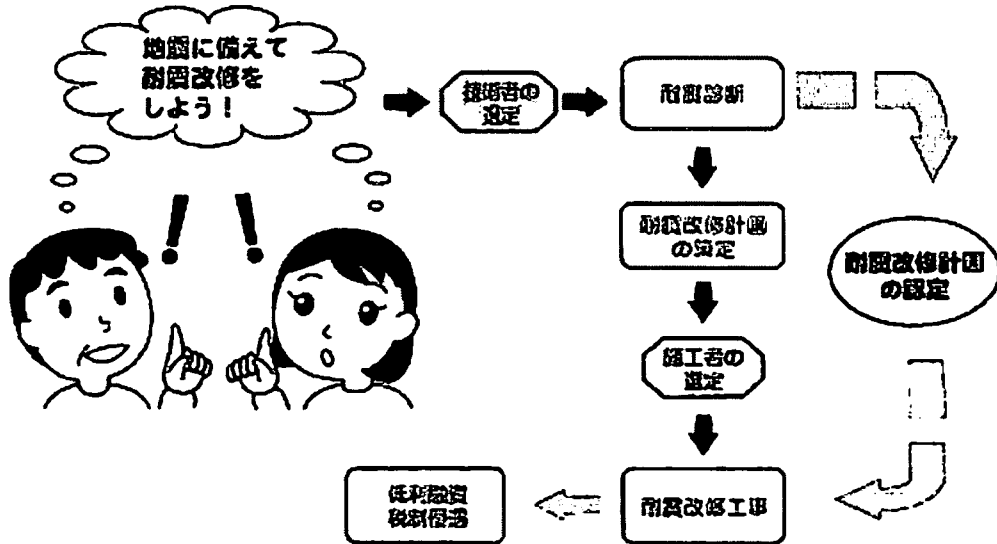 地震に備えて
耐震改修を
しよう！
技術者の
選定
耐震診断
耐震改修計画
の策定
耐震改修計画
の認定
施工者の
選定
耐震改修工事
低利融資
税制優遇